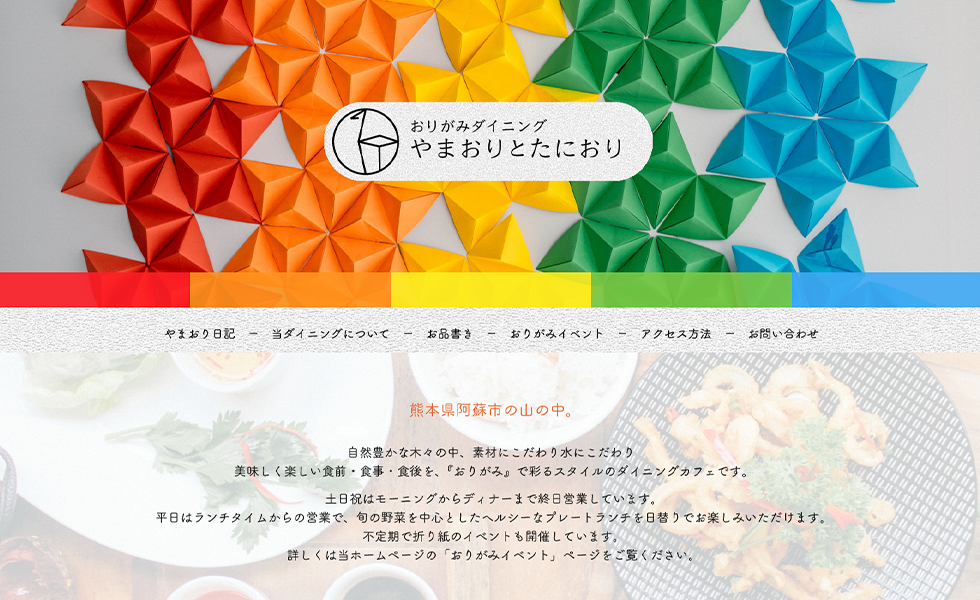 おりがみダイニング
やまおりとたにおり
やまおり日記 － 当ダイニングについて － お品書き － おりがみイベント － アクセス方法 － お問い合わせ
熊本県阿蘇市の山の中。
自然豊かな木々の中、素材にこだわり水にこだわり
美味しく楽しい食前・食事・食後を、『おりがみ』で彩るスタイルのダイニングカフェです。
土日祝はモーニングからディナーまで終日営業しています。
平日はランチタイムからの営業で、旬の野菜を中心としたヘルシーなプレートランチを日替りでお楽しみいただけます。
不定期で折り紙のイベントも開催しています。
詳しくは当ホームページの「おりがみイベント」ページをご覧ください。